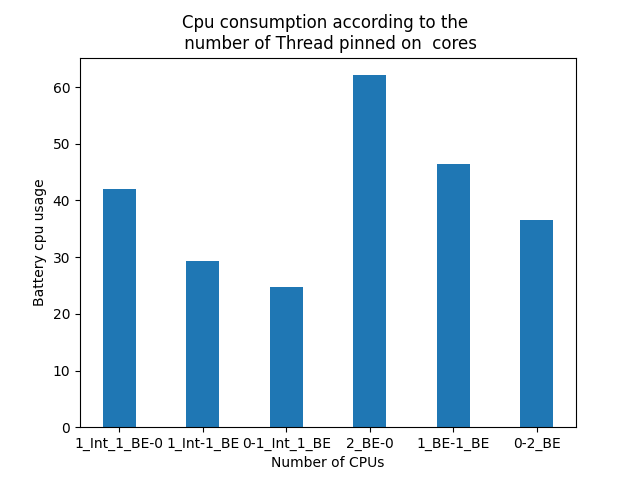 Cpu consumption according to the
number of Thread pinned on  cores
60
50
40
30
20
10
0
Battery cpu usage
1_Int_1_BE-0 1_Int-1_BE 0-1_Int_1_BE 2_BE-0 1_BE-1_BE 0-2_BE
Number of CPUs